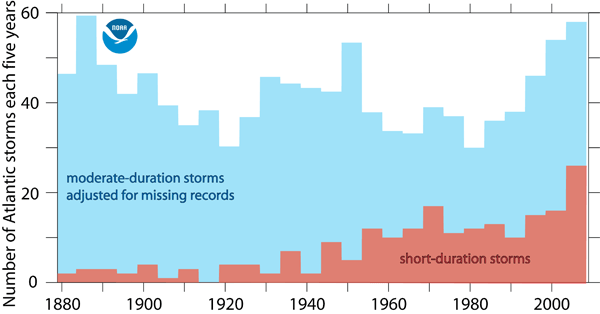 Number of Atlantic storms each five years
60
40
20
0
NOAA
moderate-duration storms
adjusted for missing records
short-duration storms
1880
1900
1920
1940
1960
1980
2000